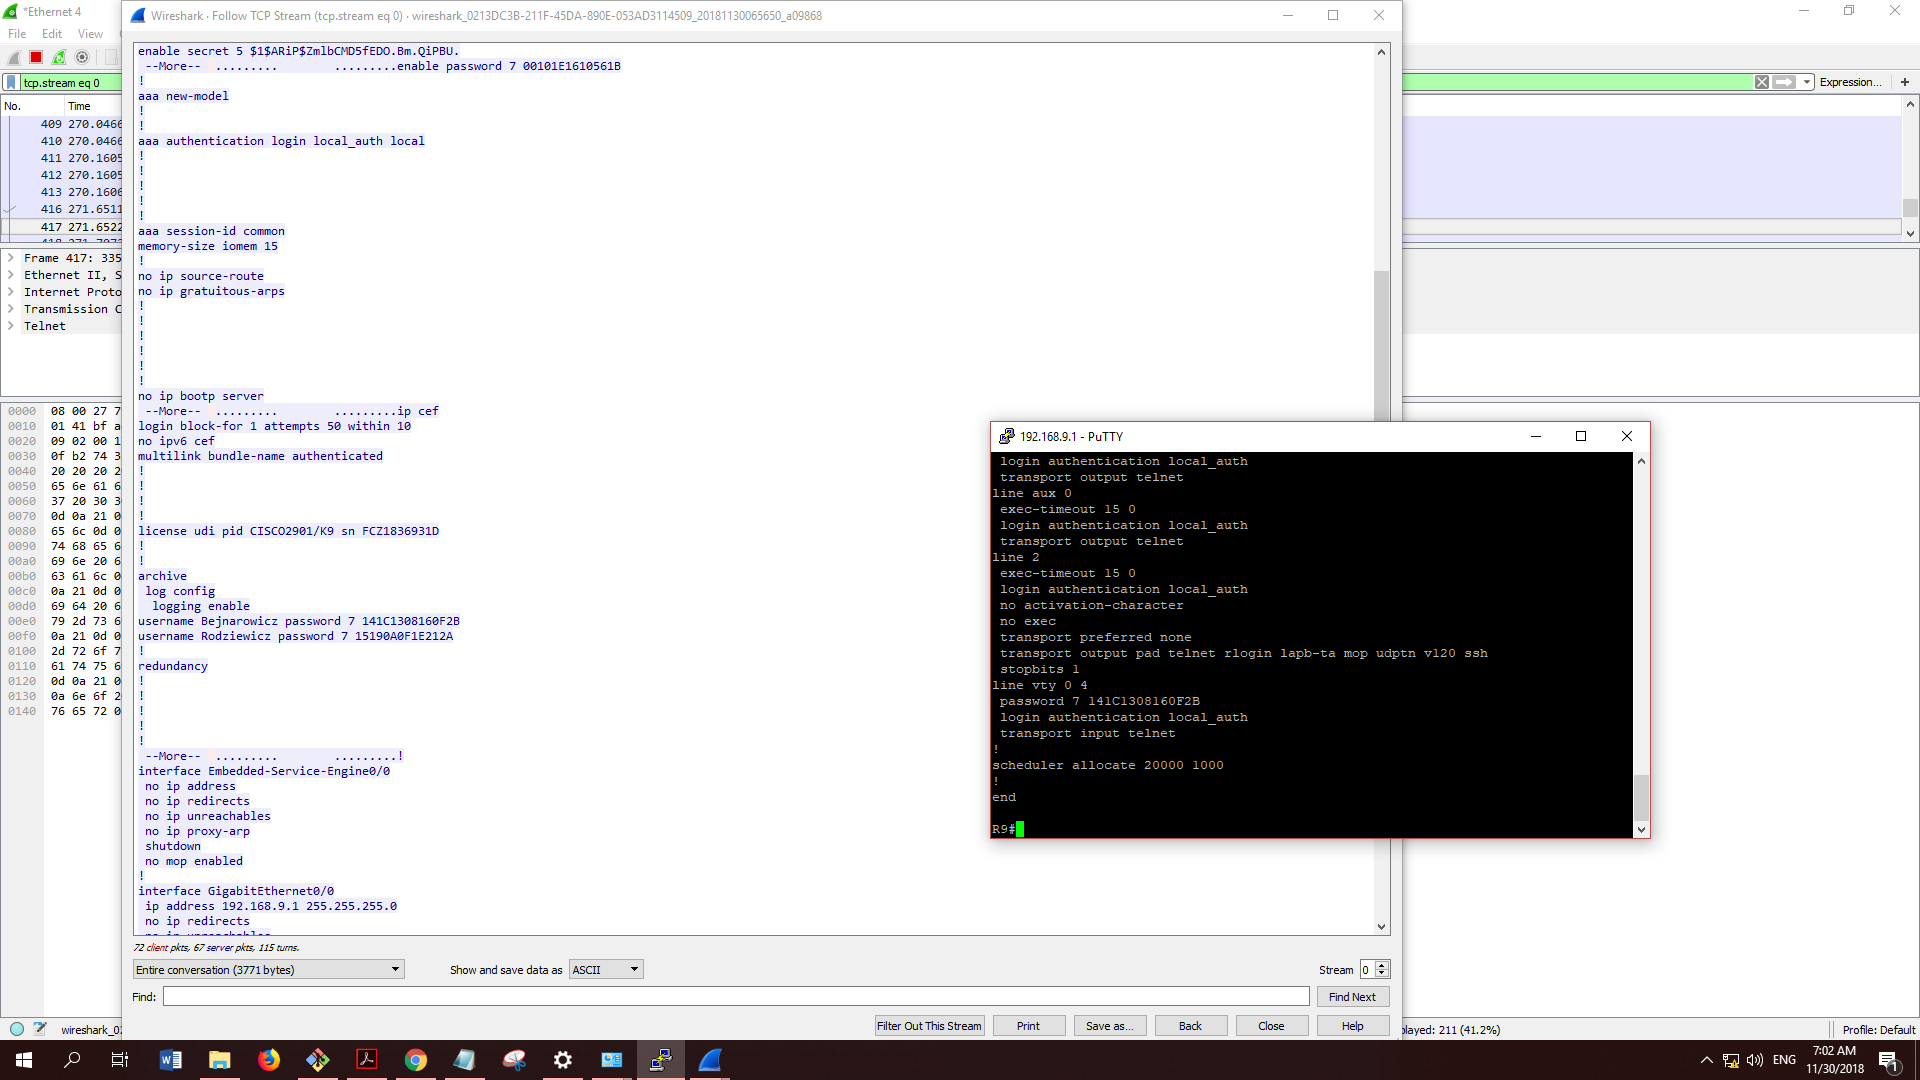 *Ethernet 4
File Edit View
tcp.stream eq 0
Expression...
No. Time
409 270.0466
410 270.0466
411 270.1605
412 270.1605
413 270.1606
416 271.6511
417 271.6522
Frame 417: 335
Ethernet II, S
Internet Proto
Transmission C
Telnet
0000 08 00 27 7
0010 01 41 bf a
0020 09 02 00 1
0030 0f b2 74 3
0040 20 20 20 2
0050 65 6e 61 6
0060 37 20 30 3
0070 0d 0a 21 0
0080 65 6c 0d 0
0090 74 68 65 6
00a0 69 6e 20 6
00b0 63 61 6c 0
00c0 0a 21 0d 0
00d0 69 64 20 6
00e0 79 2d 73 6
00f0 0a 21 0d 0
0100 2d 72 6f 7
0110 61 74 75 6
0120 0d 0a 21 0
0130 0a 6e 6f 2
0140 76 65 72 0
Wireshark · Follow TCP Stream (tcp.stream eq 0) · wireshark_0213DC3B-211F-45DA-890E-053AD3114509_20181130065650_a09868
enable secret 5 $1$ARiP$ZmlbCMD5fEDO.Bm.QiPBU.
--More-- ......... .........enable password 7 00101E1610561B
!
aaa new-model
!
!
aaa authentication login local_auth local
!
!
!
!
!
aaa session-id common
memory-size iomem 15
!
no ip source-route
no ip gratuitous-arps
!
!
!
!
!
!
no ip bootp server
--More-- ......... .........ip cef
login block-for 1 attempts 50 within 10
no ipv6 cef
multilink bundle-name authenticated
!
!
!
!
license udi pid CISCO2901/K9 sn FCZ1836931D
!
!
archive
log config
logging enable
username Bejnarowicz password 7 141C1308160F2B
username Rodziewicz password 7 15190A0F1E212A
!
redundancy
!
!
!
!
!
--More-- ......... .........!
interface Embedded-Service-Engine0/0
no ip address
no ip redirects
no ip unreachables
no ip proxy-arp
shutdown
no mop enabled
!
interface GigabitEthernet0/0
ip address 192.168.9.1 255.255.255.0
no ip redirects
72 client pkts, 67 server pkts, 115 turns.
Entire conversation (3771 bytes)
Show and save data as ASCII
Stream 0
Find:
Find Next
Filter Out This Stream Print Save as... Back Close Help
192.168.9.1 - PuTTY
login authentication local_auth
transport output telnet
line aux 0
exec-timeout 15 0
login authentication local_auth
transport output telnet
line 2
exec-timeout 15 0
login authentication local_auth
no activation-character
no exec
transport preferred none
transport output pad telnet rlogin lapb-ta mop udptn v120 ssh
stopbits 1
line vty 0 4
password 7 141C1308160F2B
login authentication local_auth
transport input telnet
!
scheduler allocate 20000 1000
!
end
R9#
wireshark_02
played: 211 (41.2%)
Profile: Default
ENG
7:02 AM
11/30/2018
1